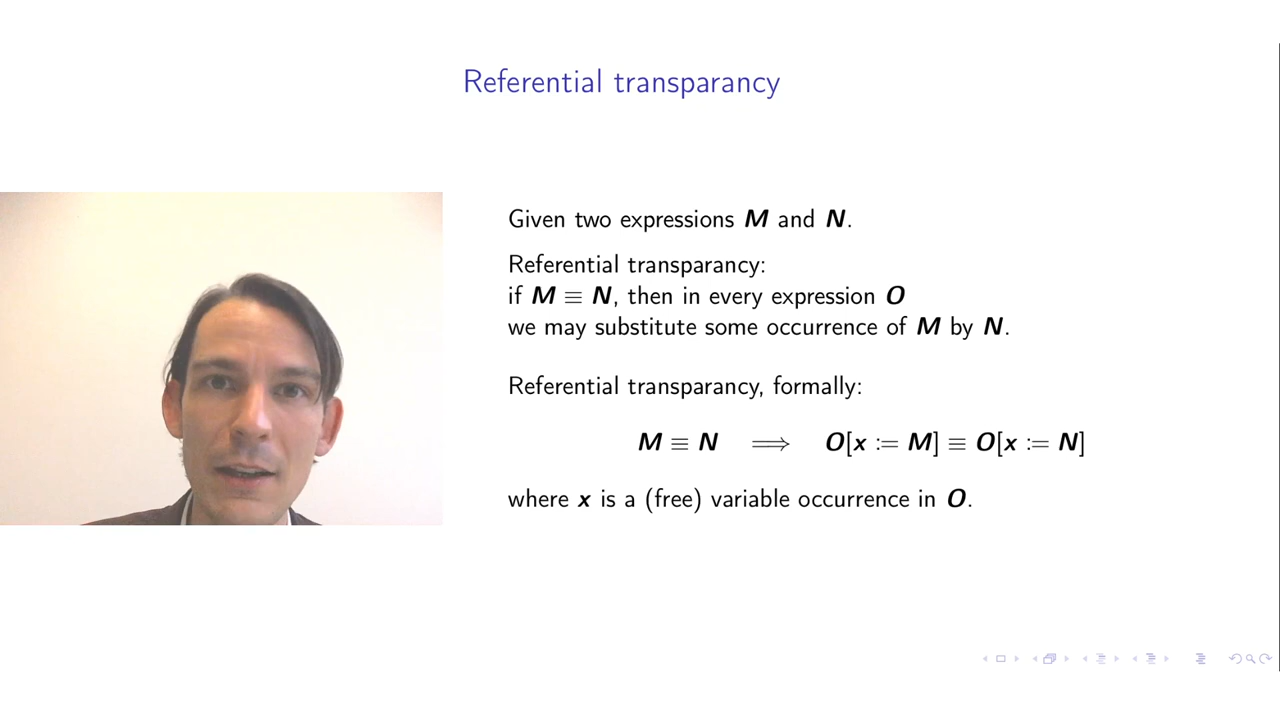 Referential transparancy
Given two expressions M and N.
Referential transparancy:
if M ≡ N, then in every expression O
we may substitute some occurrence of M by N.
Referential transparancy, formally:
M ≡ N ⟹ O[x := M] ≡ O[x := N]
where x is a (free) variable occurrence in O.